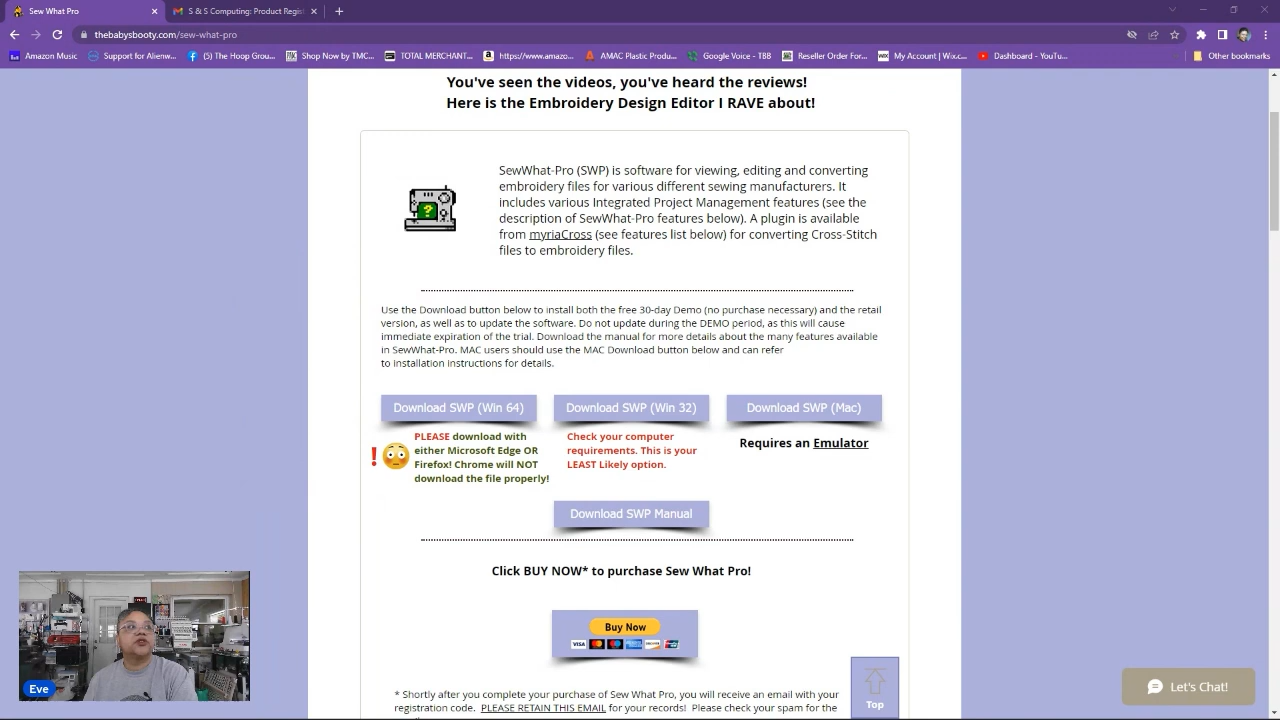 Sew What Pro
S & S Computing: Product Regist
thebabysbooty.com/sew-what-pro
Amazon Music
Support for Alienw...
(5) The Hoop Grou...
Shop Now by TMC...
TOTAL MERCHANT...
https://www.amazo...
AMAC Plastic Produ...
Google Voice - TBB
Reseller Order For...
My Account | Wix.c...
Dashboard - YouTu...
Other bookmarks
You've seen the videos, you've heard the reviews!
Here is the Embroidery Design Editor I RAVE about!
SewWhat-Pro (SWP) is software for viewing, editing and converting
embroidery files for various different sewing manufacturers. It
includes various Integrated Project Management features (see the
description of SewWhat-Pro features below). A plugin is available
from myriaCross (see features list below) for converting Cross-Stitch
files to embroidery files.
Use the Download button below to install both the free 30-day Demo (no purchase necessary) and the retail
version, as well as to update the software. Do not update during the DEMO period, as this will cause
immediate expiration of the trial. Download the manual for more details about the many features available
in SewWhat-Pro. MAC users should use the MAC Download button below and can refer
to installation instructions for details.
Download SWP (Win 64)
Download SWP (Win 32)
Download SWP (Mac)
PLEASE download with
either Microsoft Edge OR
Firefox! Chrome will NOT
download the file properly!
Check your computer
requirements. This is your
LEAST Likely option.
Requires an Emulator
Download SWP Manual
Click BUY NOW* to purchase Sew What Pro!
Buy Now
VISA
* Shortly after you complete your purchase of Sew What Pro, you will receive an email with your
registration code. PLEASE RETAIN THIS EMAIL for your records! Please check your spam for the
Top
Let's Chat!
Eve